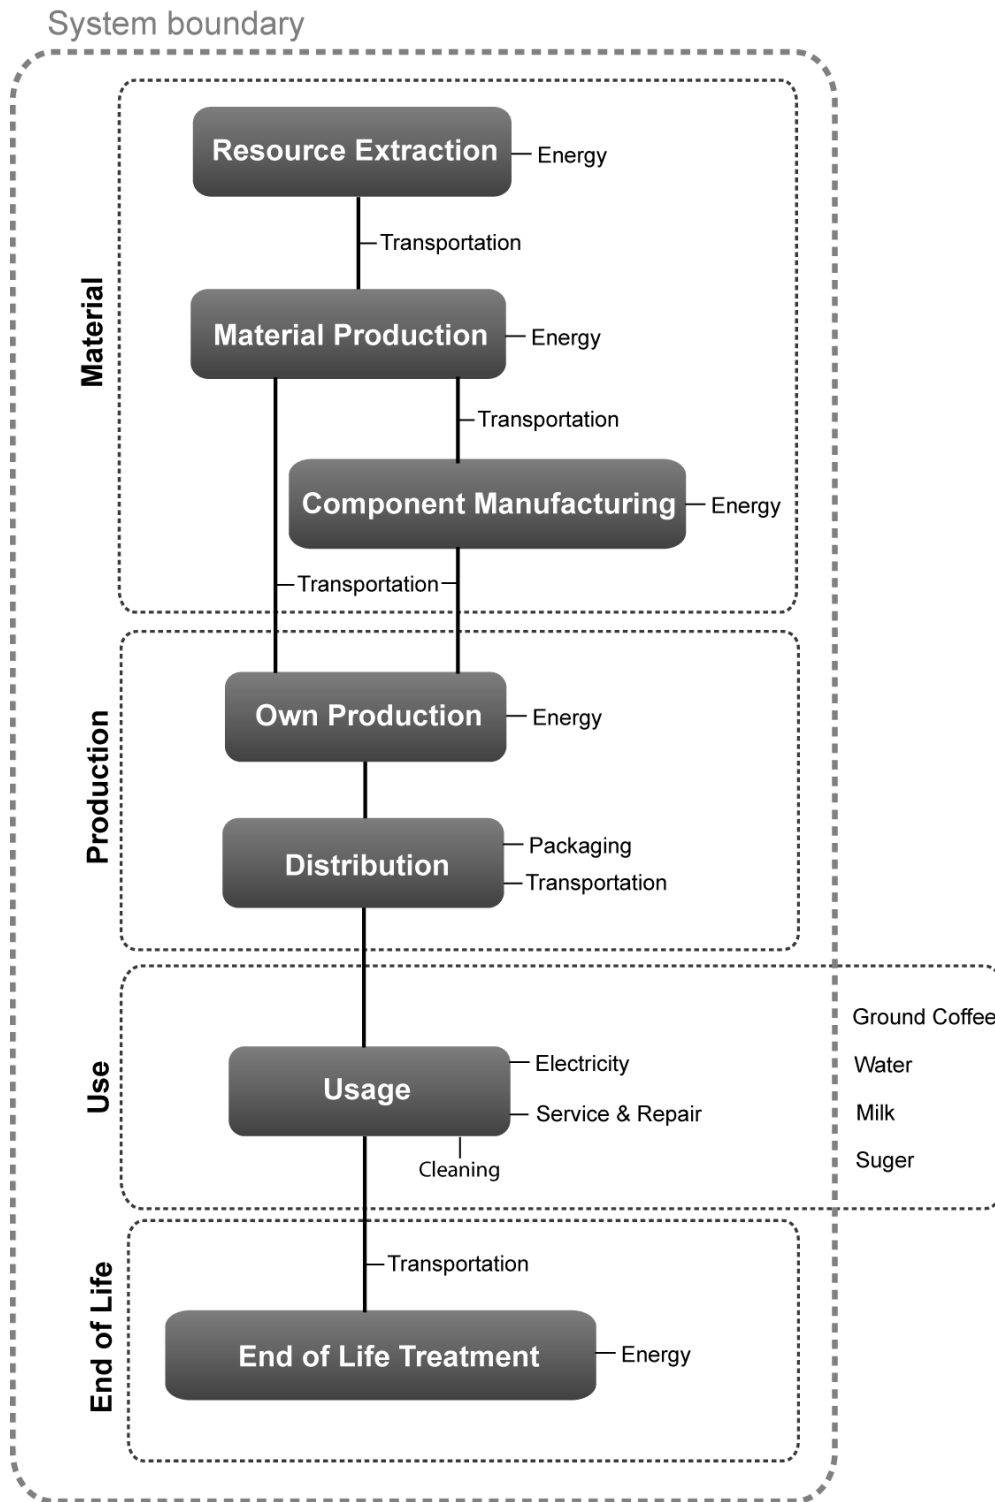 System boundary
Material
Resource Extraction
Energy
Transportation
Material Production
Energy
Transportation
Component Manufacturing
Energy
Transportation
Production
Own Production
Energy
Distribution
Packaging
Transportation
Use
Usage
Electricity
Service & Repair
Cleaning
Ground Coffee
Water
Milk
Suger
End of Life
Transportation
End of Life Treatment
Energy